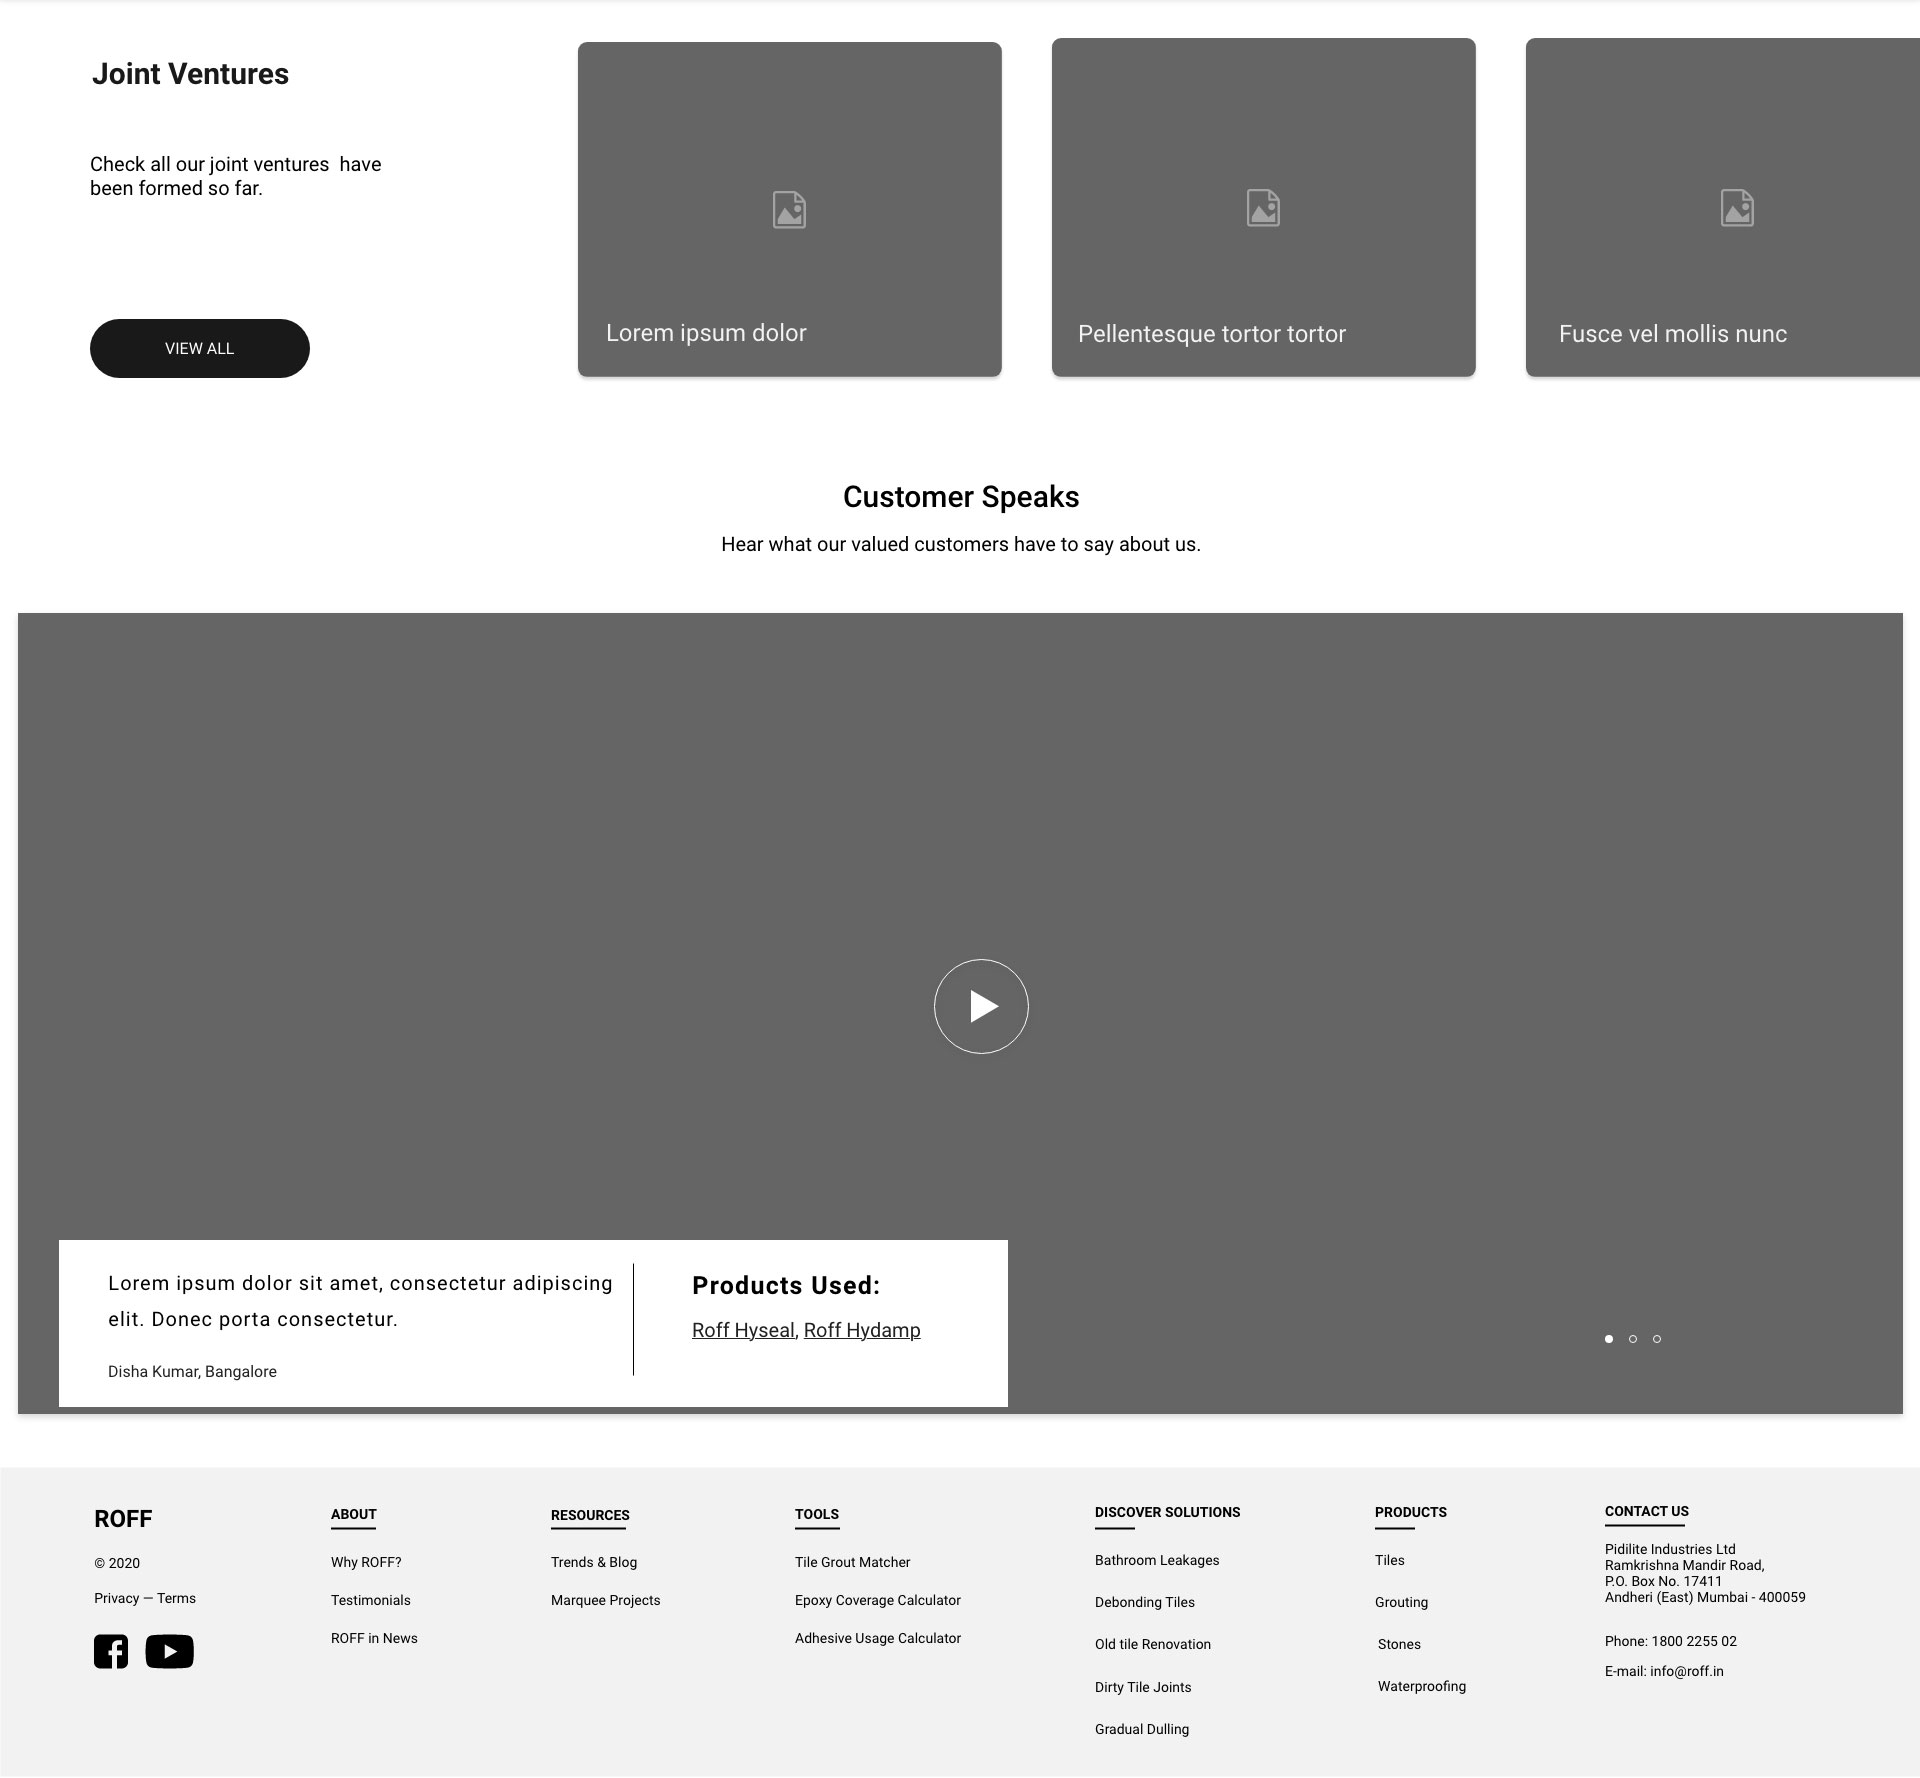 Joint Ventures
Check all our joint ventures  have
been formed so far.
VIEW ALL
Lorem ipsum dolor
Pellentesque tortor tortor
Fusce vel mollis nunc
Customer Speaks
Hear what our valued customers have to say about us.
Lorem ipsum dolor sit amet, consectetur adipiscing
elit. Donec porta consectetur.
Disha Kumar, Bangalore
Products Used:
Roff Hyseal, Roff Hydamp
ROFF
© 2020
Privacy — Terms
ABOUT
Why ROFF?
Testimonials
ROFF in News
RESOURCES
Trends & Blog
Marquee Projects
TOOLS
Tile Grout Matcher
Epoxy Coverage Calculator
Adhesive Usage Calculator
DISCOVER SOLUTIONS
Bathroom Leakages
Debonding Tiles
Old tile Renovation
Dirty Tile Joints
Gradual Dulling
PRODUCTS
Tiles
Grouting
Stones
Waterproofing
CONTACT US
Pidilite Industries Ltd
Ramkrishna Mandir Road,
P.O. Box No. 17411
Andheri (East) Mumbai - 400059
Phone: 1800 2255 02
E-mail: info@roff.in